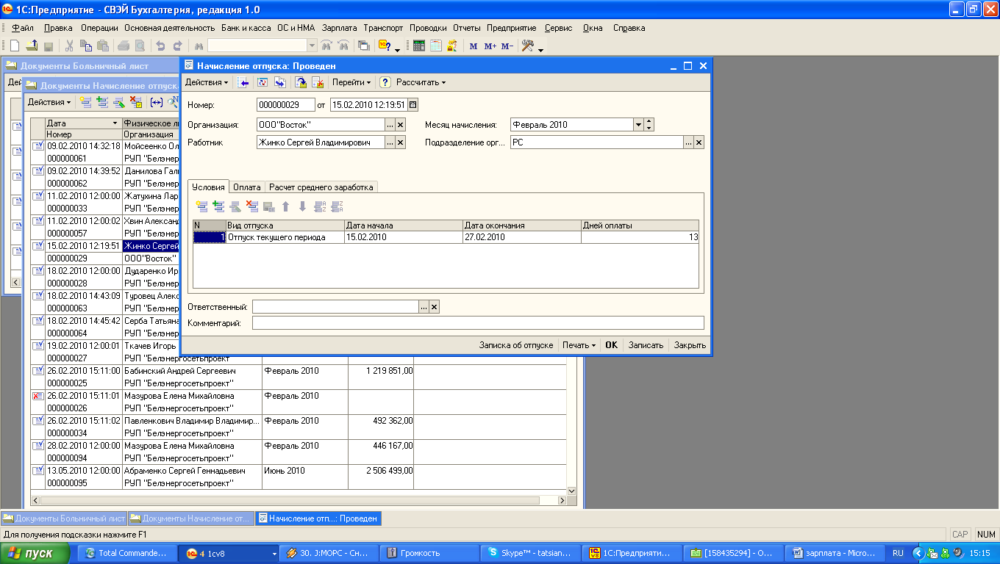 1С:Предприятие - СВЭЙ Бухгалтерия, редакция 1.0
Файл Правка Операции Основная деятельность Банк и касса ОС и НМА Зарплата Транспорт Проводки Отчеты Предприятие Сервис Окна Справка
M M+ M-
Документы Больничный лист
Дей
Документы Начисление отпуск
Действия
Дата Физическое ли
Номер Организация
09.02.2010 14:32:18 Мойсеенко Ол
000000061 РУП "Белэнерг
09.02.2010 14:39:52 Данилова Гали
000000062 РУП "Белэнерг
11.02.2010 12:00:00 Жатухина Лар
000000033 РУП "Белэнерг
11.02.2010 12:00:02 Хвин Александ
000000057 РУП "Белэнерг
15.02.2010 12:19:51 Жинко Сергей
000000029 ООО"Восток"
18.02.2010 12:00:00 Дударенко Ир
000000028 РУП "Белэнерг
18.02.2010 14:43:09 Туровец Алекс
000000063 РУП "Белэнерг
18.02.2010 14:45:42 Серба Татьяна
000000064 РУП "Белэнерг
19.02.2010 12:00:01 Ткачев Игорь
000000027 РУП "Белэнергосетьпроект"
26.02.2010 15:11:00 Бабинский Андрей Сергеевич Февраль 2010 1 219 851,00
000000025 РУП "Белэнергосетьпроект"
26.02.2010 15:11:01 Мазурова Елена Михайловна Февраль 2010
000000026 РУП "Белэнергосетьпроект"
26.02.2010 15:11:02 Павленкович Владимир Владимир... Февраль 2010 492 362,00
000000034 РУП "Белэнергосетьпроект"
28.02.2010 12:00:00 Мазурова Елена Михайловна Февраль 2010 446 167,00
000000094 РУП "Белэнергосетьпроект"
13.05.2010 12:00:00 Абраменко Сергей Геннадьевич Июнь 2010 2 506 499,00
000000095 РУП "Белэнергосетьпроект"
Начисление отпуска: Проведен
Действия Перейти Рассчитать
Номер: 000000029 от 15.02.2010 12:19:51
Организация: ООО"Восток" Месяц начисления: Февраль 2010
Работник Жинко Сергей Владимирович Подразделение орг... РС
Условия Оплата Расчет среднего заработка
N Вид отпуска Дата начала Дата окончания Дней оплаты
1 Отпуск текущего периода 15.02.2010 27.02.2010 13
Ответственный:
Комментарий:
Записка об отпуске Печать OK Записать Закрыть
Документы Больничный лист Документы Начисление от... Начисление отп...: Проведен
Для получения подсказки нажмите F1 CAP NUM
пуск Total Commande... 4 1cv8 30. J:МОРС - Сн... Громкость Skype™ - tatsian... 1С:Предприяти... [158435294] - О... зарплата - Micro... RU 15:15